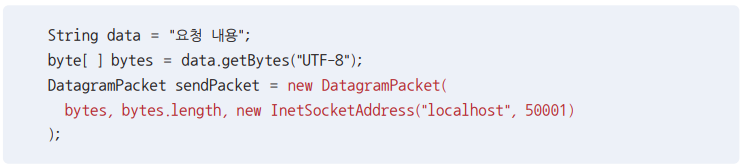 String data = "요청 내용";
byte[ ] bytes = data.getBytes("UTF-8");
DatagramPacket sendPacket = new DatagramPacket(
  bytes, bytes.length, new InetSocketAddress("localhost", 50001)
);